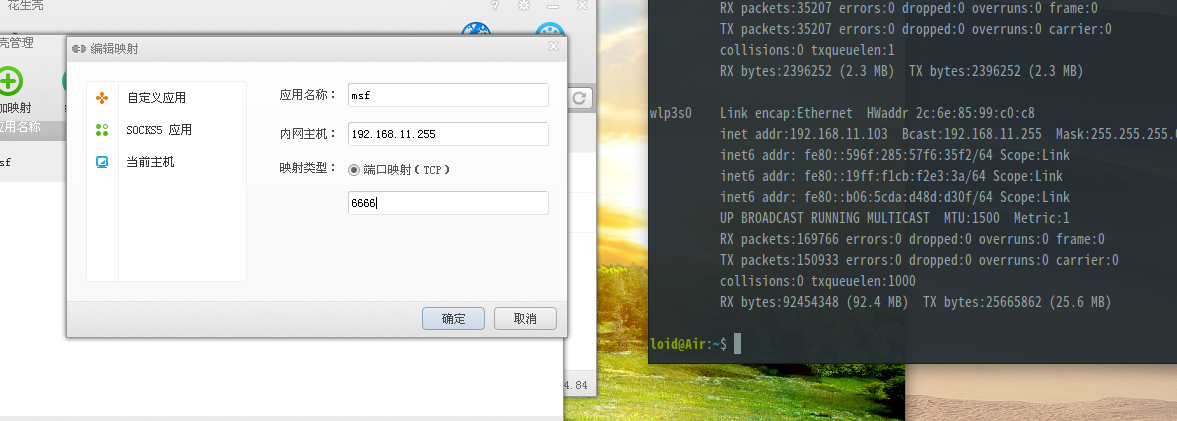 花生壳
壳管理
加映射
应用名称
sf
编辑映射
自定义应用
SOCKS5 应用
当前主机
应用名称：
msf
内网主机：
192.168.11.255
映射类型：
端口映射（TCP）
6666
确定
取消
4.84
RX packets:35207 errors:0 dropped:0 overruns:0 frame:0
TX packets:35207 errors:0 dropped:0 overruns:0 carrier:0
collisions:0 txqueuelen:1
RX bytes:2396252 (2.3 MB)  TX bytes:2396252 (2.3 MB)
wlp3s0    Link encap:Ethernet  HWaddr 2c:6e:85:99:c0:c8
inet addr:192.168.11.103  Bcast:192.168.11.255  Mask:255.255.255.0
inet6 addr: fe80::596f:285:57f6:35f2/64 Scope:Link
inet6 addr: fe80::19ff:f1cb:f2e3:3a/64 Scope:Link
inet6 addr: fe80::b06:5cda:d48d:d30f/64 Scope:Link
UP BROADCAST RUNNING MULTICAST  MTU:1500  Metric:1
RX packets:169766 errors:0 dropped:0 overruns:0 frame:0
TX packets:150933 errors:0 dropped:0 overruns:0 carrier:0
collisions:0 txqueuelen:1000
RX bytes:92454348 (92.4 MB)  TX bytes:25665862 (25.6 MB)
loid@Air:~$